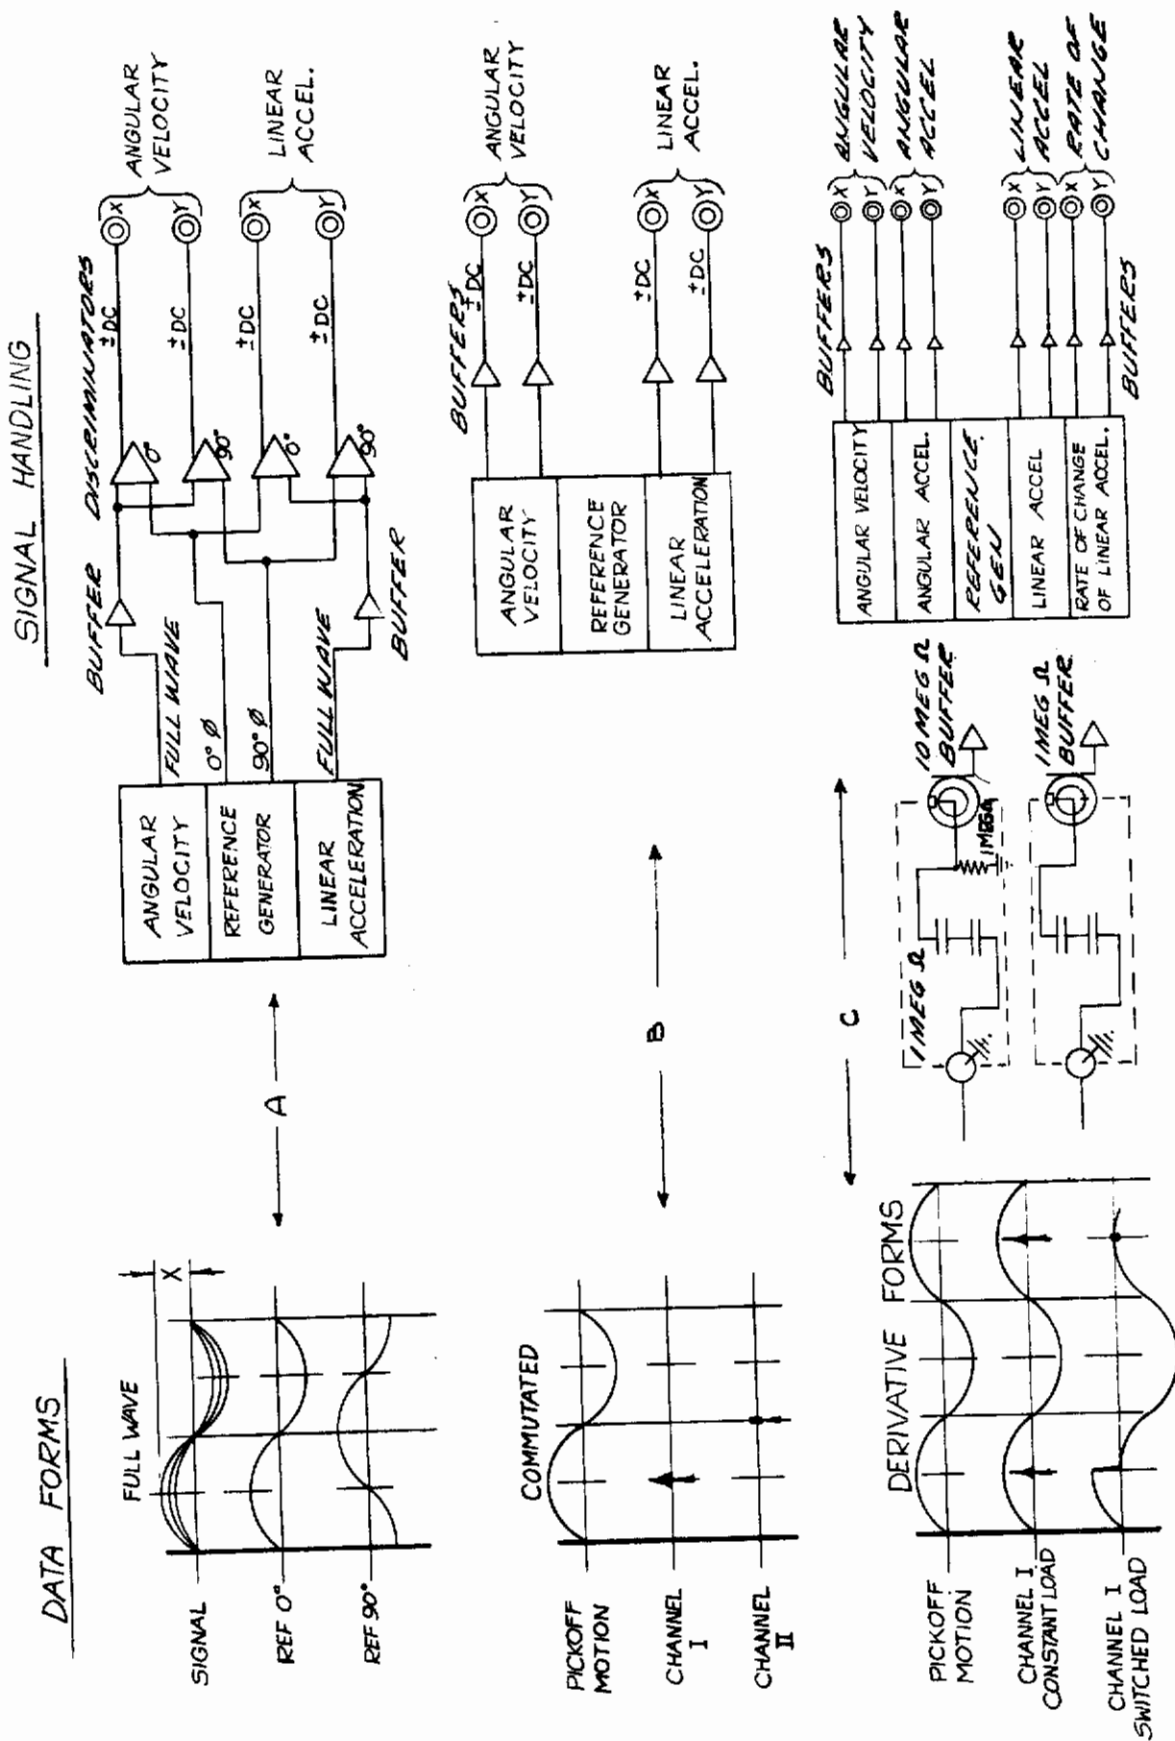 DATA FORMS
FULL WAVE
X
SIGNAL
REF 0°
REF 90°
A
SIGNAL HANDLING
ANGULAR
VELOCITY
REFERENCE
GENERATOR
LINEAR
ACCELERATION
FULL WAVE
0° Ø
90° Ø
FULL WAVE
BUFFER
BUFFER
DISCRIMINATORS
0°
90°
0°
90°
±DC
±DC
±DC
±DC
X
Y
X
Y
ANGULAR
VELOCITY
LINEAR
ACCEL.
COMMUTATED
PICKOFF
MOTION
CHANNEL
I
CHANNEL
II
B
ANGULAR
VELOCITY
REFERENCE
GENERATOR
LINEAR
ACCELERATION
BUFFERS
±DC
±DC
±DC
±DC
X
Y
X
Y
ANGULAR
VELOCITY
LINEAR
ACCEL.
DERIVATIVE FORMS
PICKOFF
MOTION
CHANNEL I
CONSTANT LOAD
CHANNEL I
SWITCHED LOAD
C
1 MEG Ω
1MEGΩ
10 MEG Ω
BUFFER
1MEG Ω
BUFFER
ANGULAR VELOCITY
ANGULAR ACCEL.
REFERENCE
GEN
LINEAR ACCEL
RATE OF CHANGE
OF LINEAR ACCEL.
BUFFERS
BUFFERS
X
Y
X
Y
X
Y
X
Y
ANGULAR
VELOCITY
ANGULAR
ACCEL
LINEAR
ACCEL
RATE OF
CHANGE